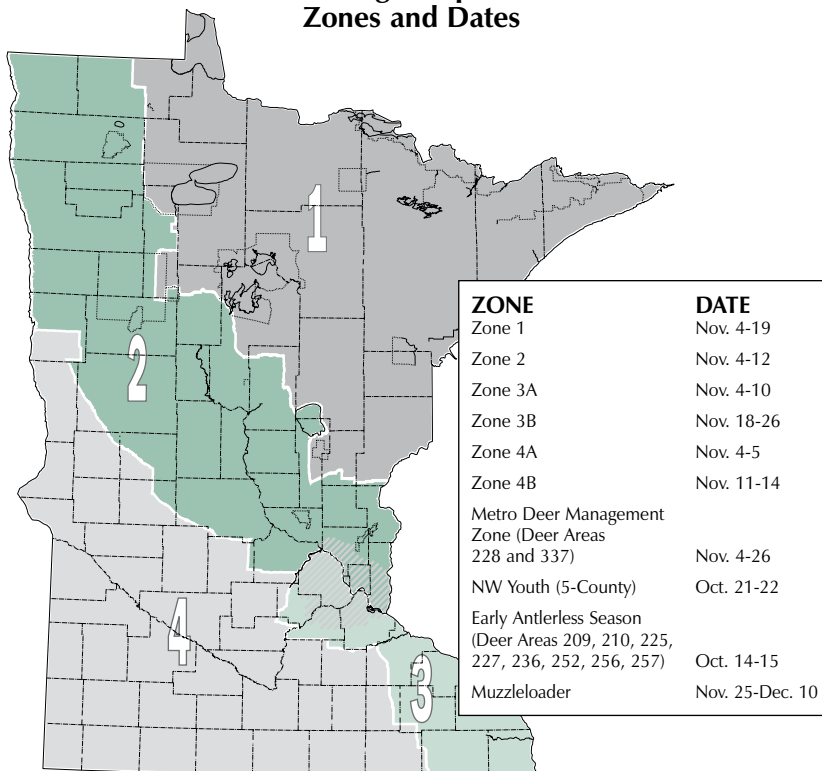 Zones and Dates
1
2
4
3
ZONE DATE
Zone 1 Nov. 4-19
Zone 2 Nov. 4-12
Zone 3A Nov. 4-10
Zone 3B Nov. 18-26
Zone 4A Nov. 4-5
Zone 4B Nov. 11-14
Metro Deer Management
Zone (Deer Areas
228 and 337) Nov. 4-26
NW Youth (5-County) Oct. 21-22
Early Antlerless Season
(Deer Areas 209, 210, 225,
227, 236, 252, 256, 257) Oct. 14-15
Muzzleloader Nov. 25-Dec. 10